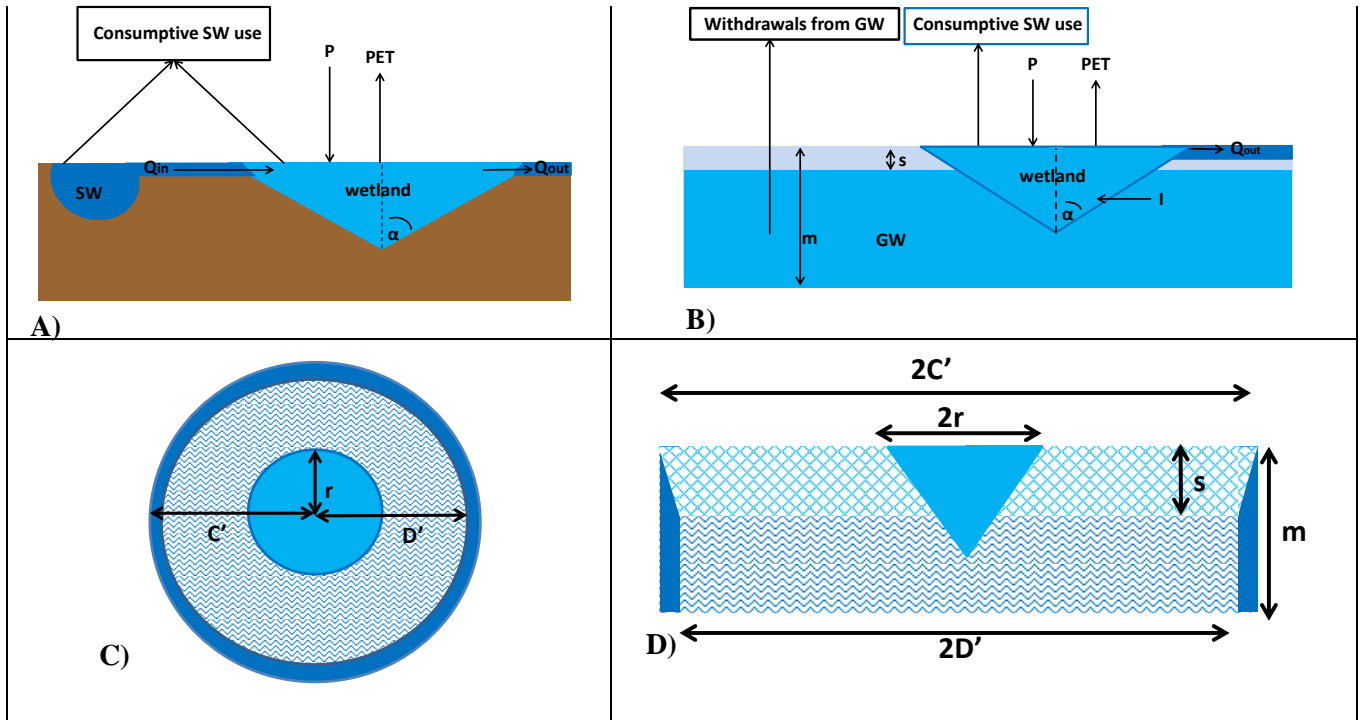 Consumptive SW use
P
PET
Qin
Qout
SW
wetland
α
A)
Withdrawals from GW
Consumptive SW use
P
PET
s
Qout
wetland
α
I
m
GW
B)
r
C'
D'
C)
2C'
2r
s
m
2D'
D)